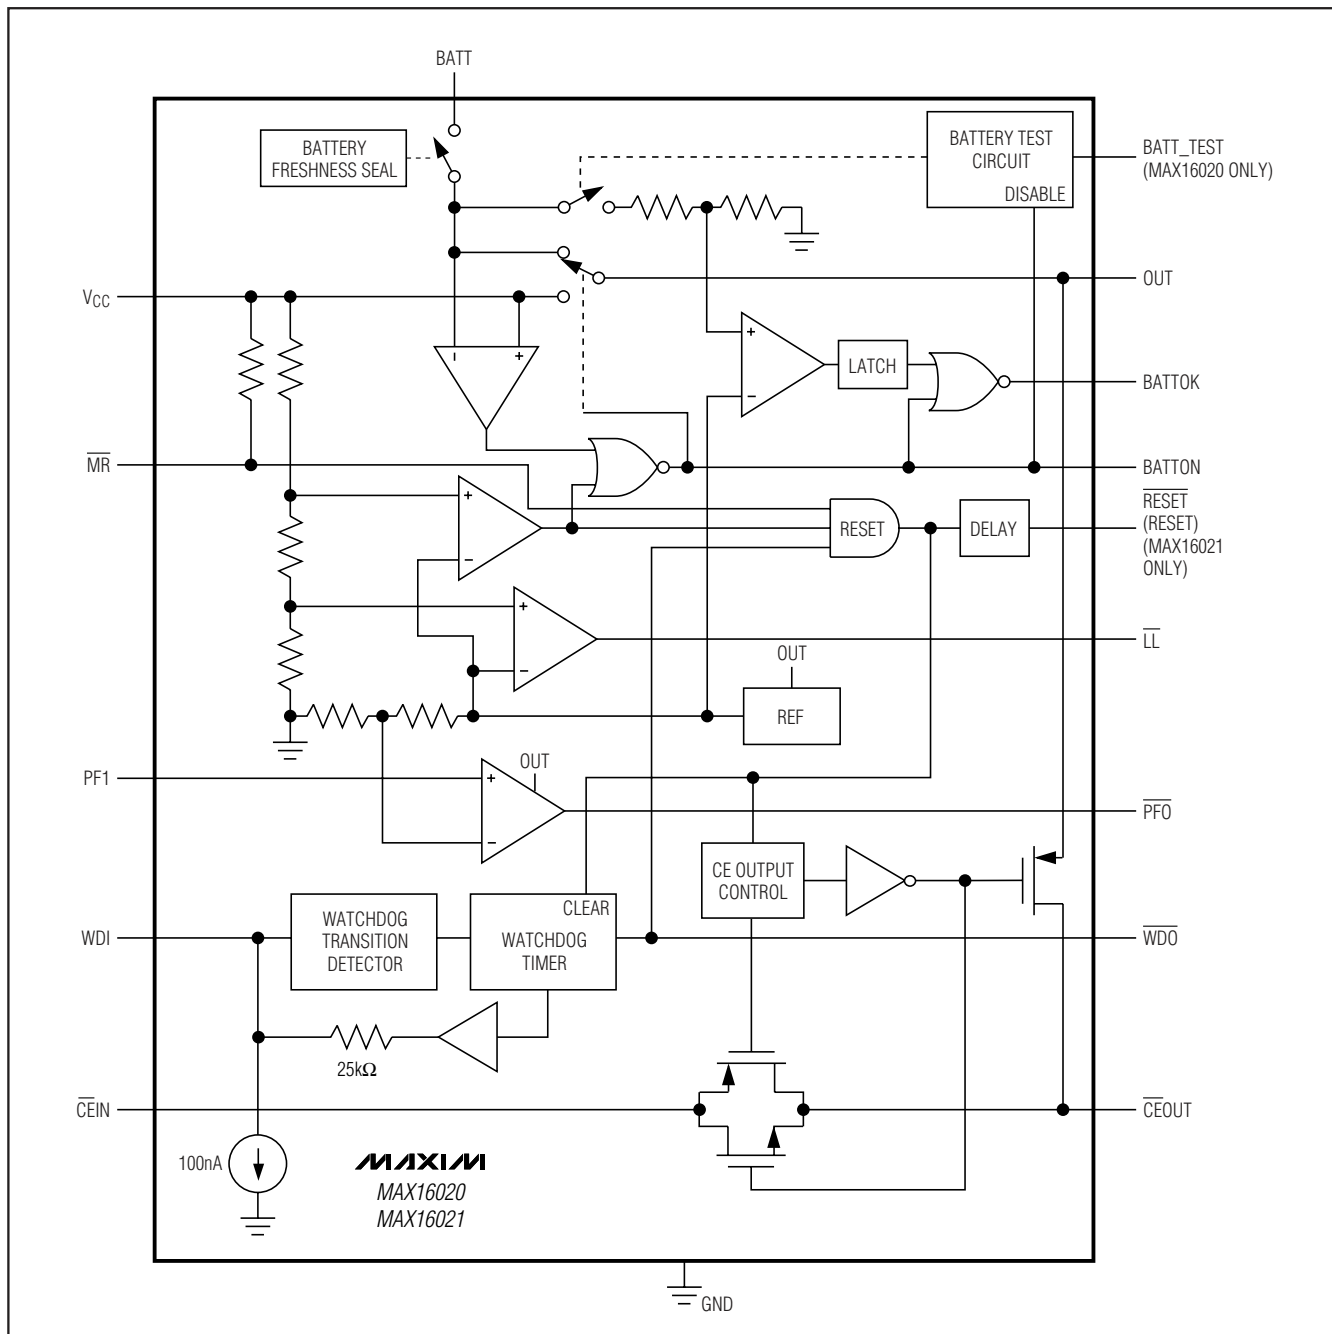 BATT
BATTERY
FRESHNESS SEAL
BATTERY TEST
CIRCUIT
DISABLE
BATT_TEST
(MAX16020 ONLY)
OUT
VCC
+
–
+
–
LATCH
BATTOK
MR
BATTON
+
–
RESET
DELAY
RESET
(RESET)
(MAX16021
ONLY)
+
–
LL
OUT
REF
PF1
+
–
OUT
PFO
CE OUTPUT
CONTROL
WDI
WATCHDOG
TRANSITION
DETECTOR
CLEAR
WATCHDOG
TIMER
WDO
25kΩ
CEIN
CEOUT
100nA
MAXIM
MAX16020
MAX16021
GND